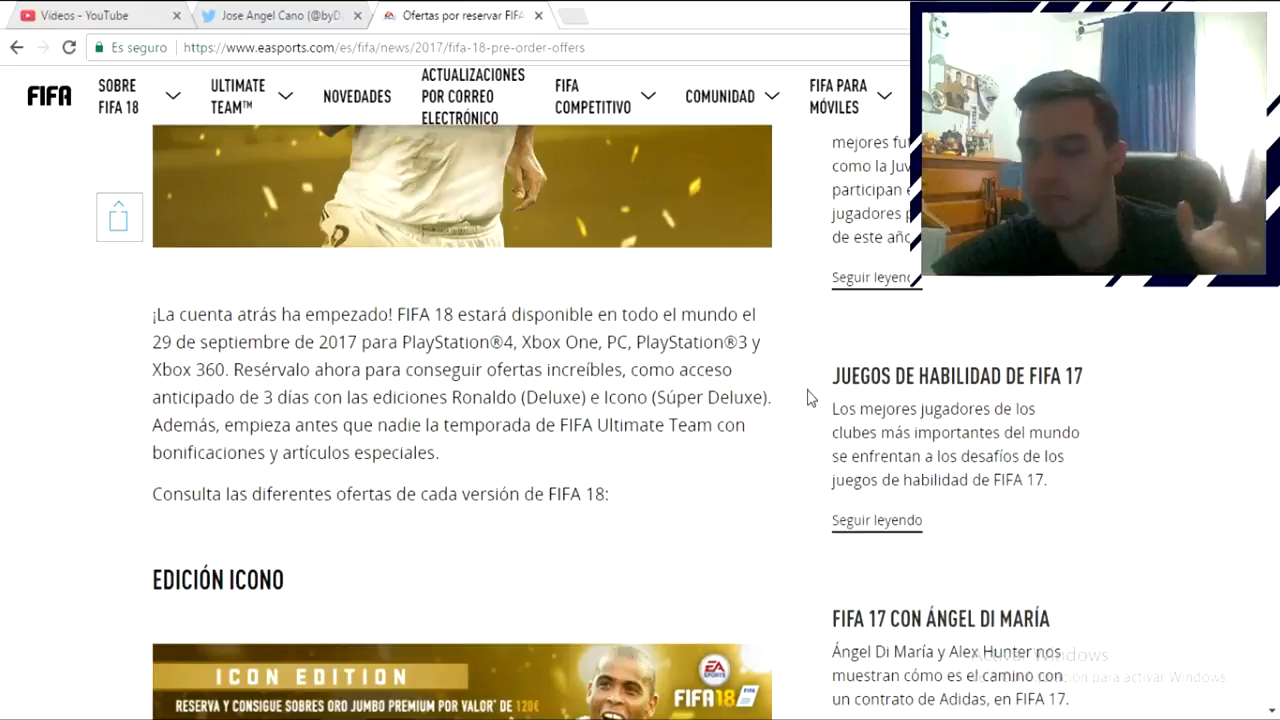 Vídeos - YouTube
Jose Angel Cano (@byD
Ofertas por reservar FIFA
Es seguro
https://www.easports.com/es/fifa/news/2017/fifa-18-pre-order-offers
FIFA
SOBRE FIFA 18
ULTIMATE TEAM™
NOVEDADES
ACTUALIZACIONES POR CORREO ELECTRÓNICO
FIFA COMPETITIVO
COMUNIDAD
FIFA PARA MÓVILES
¡La cuenta atrás ha empezado! FIFA 18 estará disponible en todo el mundo el
29 de septiembre de 2017 para PlayStation®4, Xbox One, PC, PlayStation®3 y
Xbox 360. Resérvalo ahora para conseguir ofertas increíbles, como acceso
anticipado de 3 días con las ediciones Ronaldo (Deluxe) e Icono (Súper Deluxe).
Además, empieza antes que nadie la temporada de FIFA Ultimate Team con
bonificaciones y artículos especiales.
Consulta las diferentes ofertas de cada versión de FIFA 18:
EDICIÓN ICONO
ICON EDITION
RESERVA Y CONSIGUE SOBRES ORO JUMBO PREMIUM POR VALOR* DE 120€
EA SPORTS
FIFA18
mejores fu
como la Juv
participan e
jugadores p
de este año
Seguir leyend
JUEGOS DE HABILIDAD DE FIFA 17
Los mejores jugadores de los
clubes más importantes del mundo
se enfrentan a los desafíos de los
juegos de habilidad de FIFA 17.
Seguir leyendo
FIFA 17 CON ÁNGEL DI MARÍA
Ángel Di María y Alex Hunter nos
muestran cómo es el camino con
un contrato de Adidas, en FIFA 17.
Activar Windows
para activar Windows.